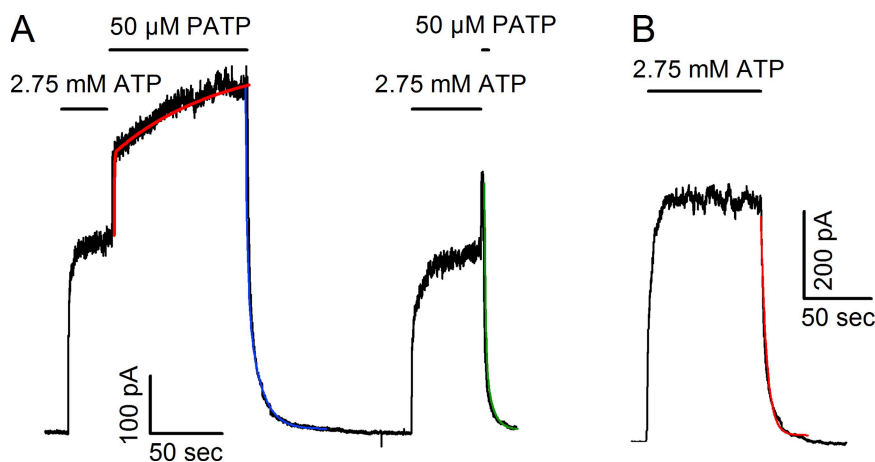 A
50 µM PATP
50 µM PATP
B
2.75 mM ATP
2.75 mM ATP
2.75 mM ATP
200 pA
50 sec
100 pA
50 sec